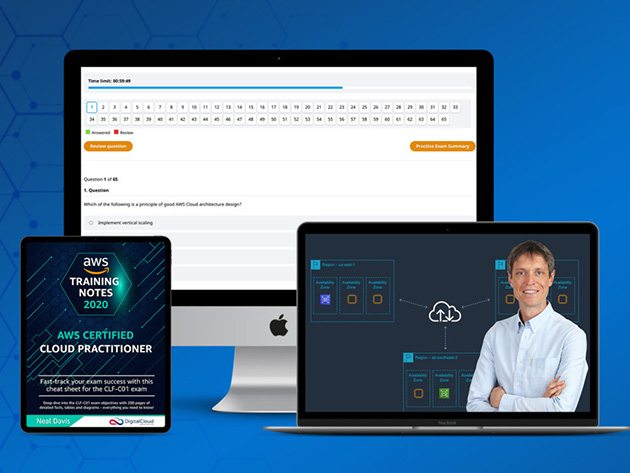 Time limit: 00:59:49
1 2 3 4 5 6 7 8 9 10 11 12 13 14 15 16 17 18 19 20 21 22 23 24 25 26 27 28 29 30 31 32 33
34 35 36 37 38 39 40 41 42 43 44 45 46 47 48 49 50 51 52 53 54 55 56 57 58 59 60 61 62 63 64 65
Answered Review
Review question Practice Exam Summary
Question 1 of 65
1. Question
Which of the following is a principle of good AWS Cloud architecture design?
Implement vertical scaling
aws
TRAINING
NOTES
2020
AWS CERTIFIED
CLOUD PRACTITIONER
Fast-track your exam success with this
cheat sheet for the CLF-C01 exam
Deep dive into the CLF-C01 exam objectives with 200 pages of
detailed facts, tables and diagrams – everything you need to know!
Neal Davis DigitalCloud
Region
Availability Zone Availability Zone Availability Zone
Region
Availability Zone Availability Zone
MacBook